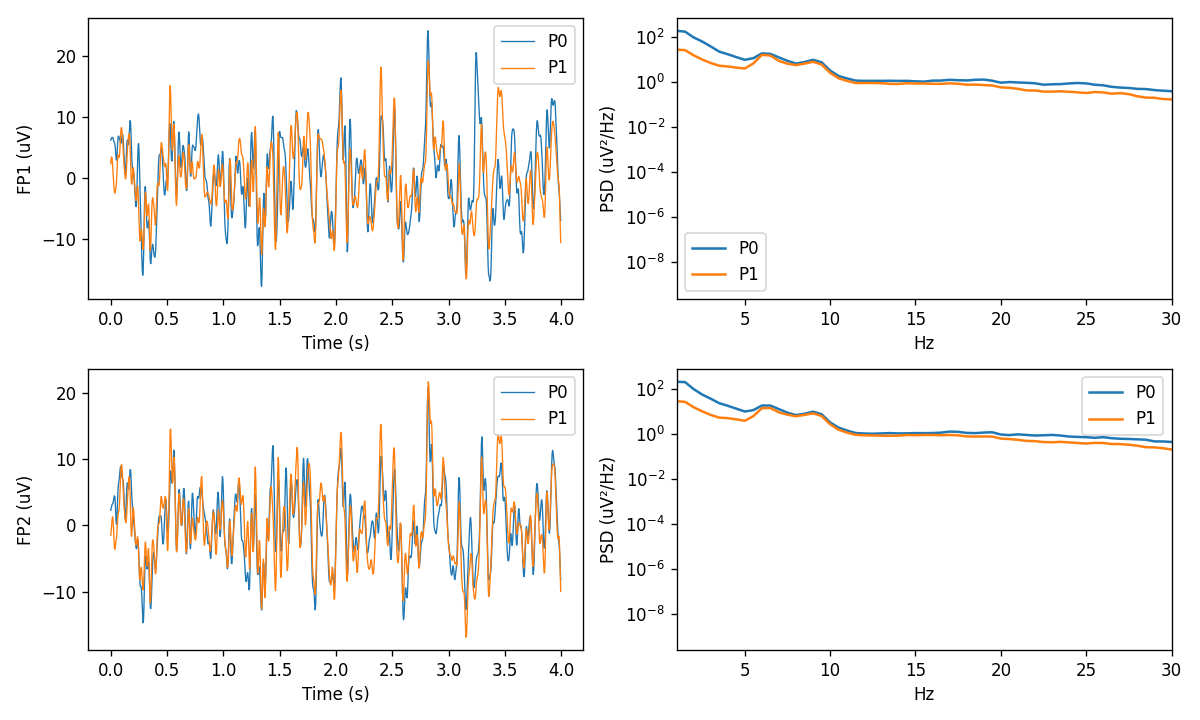 FP1 (uV)
20
10
0
−10
P0
P1
0.0 0.5 1.0 1.5 2.0 2.5 3.0 3.5 4.0
Time (s)
PSD (uV²/Hz)
10²
10⁰
10⁻²
10⁻⁴
10⁻⁶
10⁻⁸
P0
P1
5 10 15 20 25 30
Hz
FP2 (uV)
20
10
0
−10
P0
P1
0.0 0.5 1.0 1.5 2.0 2.5 3.0 3.5 4.0
Time (s)
PSD (uV²/Hz)
10²
10⁰
10⁻²
10⁻⁴
10⁻⁶
10⁻⁸
P0
P1
5 10 15 20 25 30
Hz